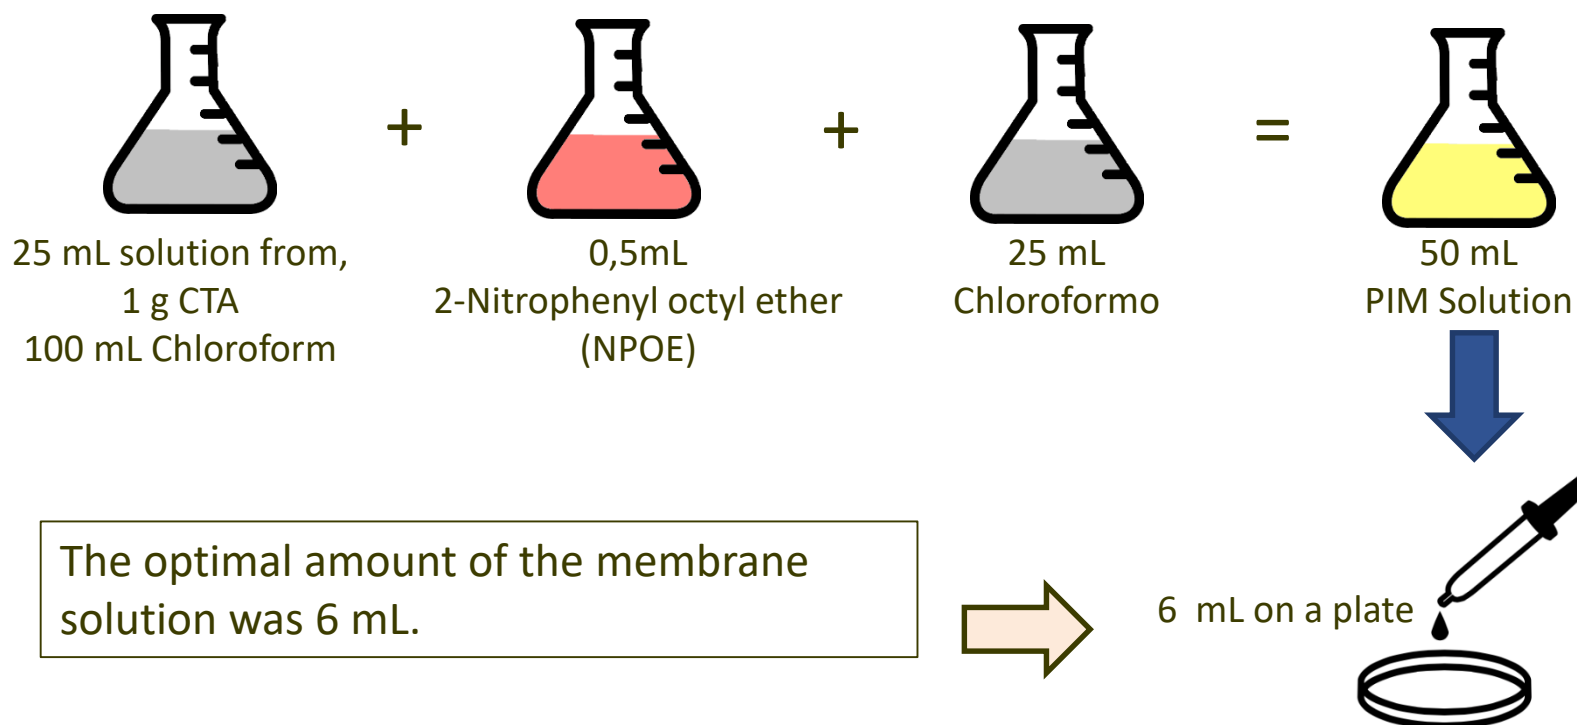 25 mL solution from,
1 g CTA
100 mL Chloroform
+
0,5mL
2-Nitrophenyl octyl ether
(NPOE)
+
25 mL
Chloroformo
=
50 mL
PIM Solution
The optimal amount of the membrane
solution was 6 mL.
6 mL on a plate